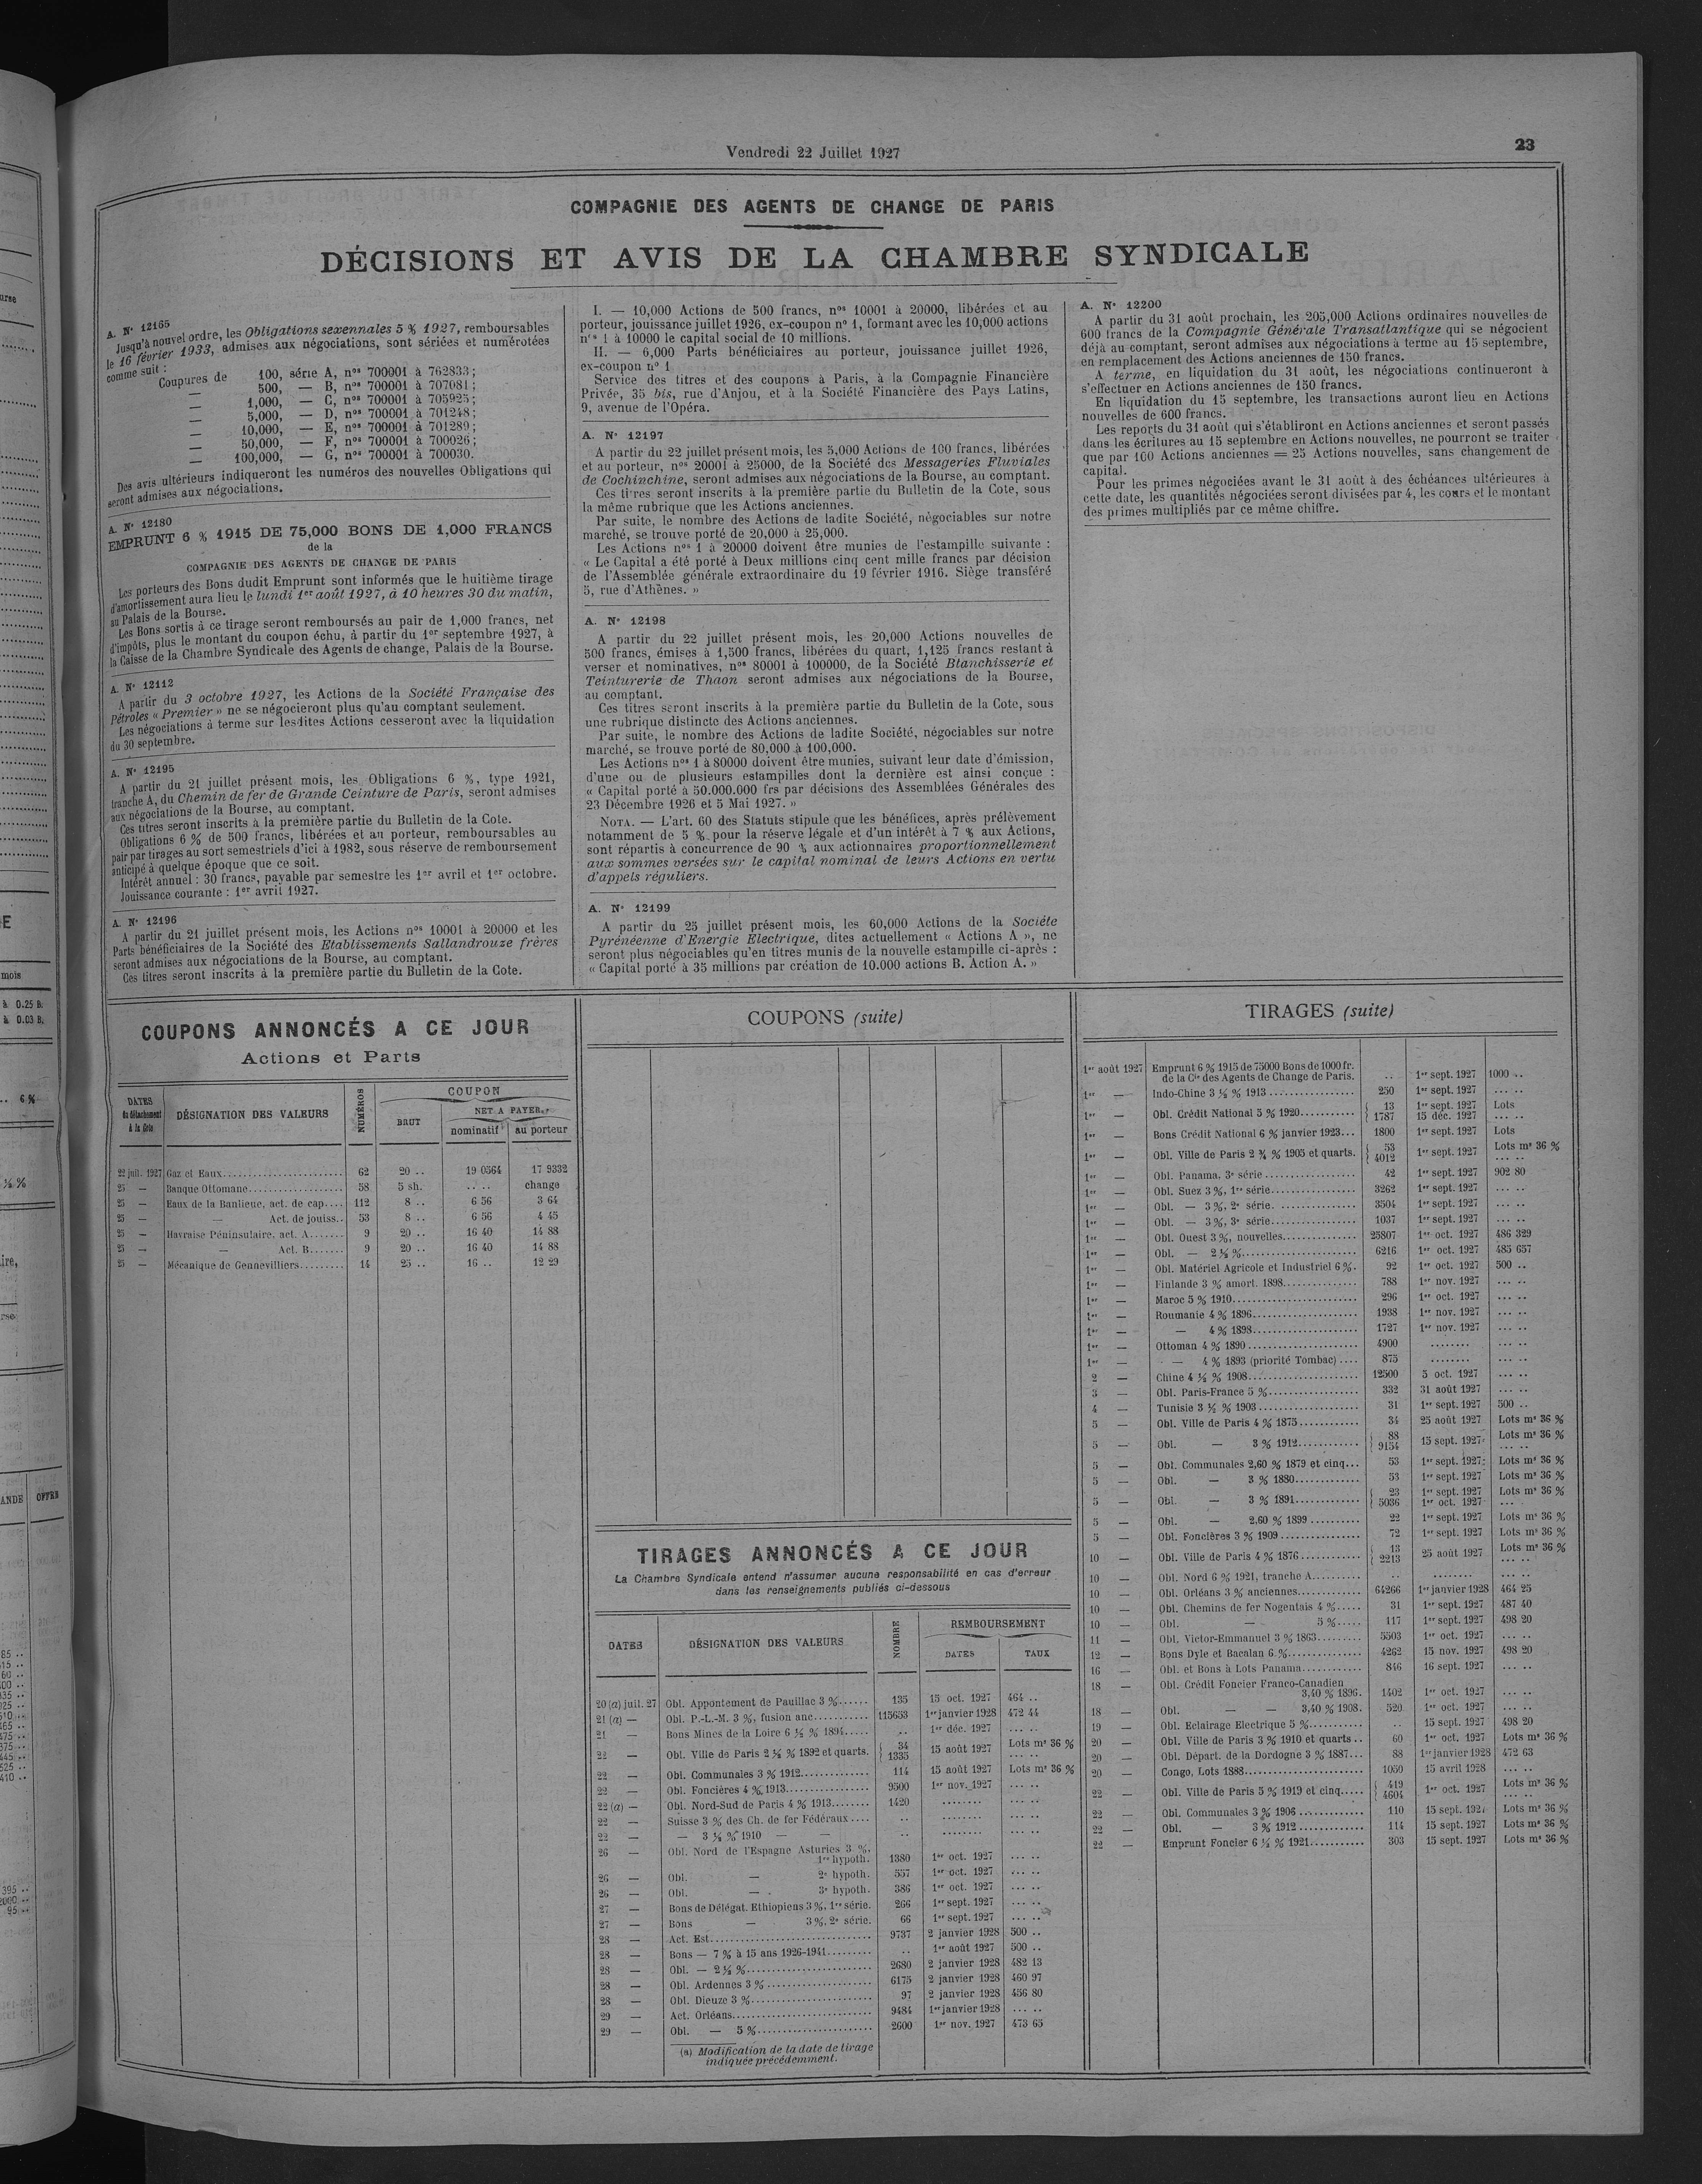 Vendredi 22 Juillet 1927
23
COMPAGNIE DES AGENTS DE CHANGE DE PARIS
DÉCISIONS ET AVIS DE LA CHAMBRE SYNDICALE
A. N° 12165
Jusqu'à nouvel ordre, les Obligations sexennales 5 % 1927, remboursables
le 16 février 1933, admises aux négociations, sont sériées et numérotées
comme suit :
Coupures de 100, série A, nos 700001 à 762833 ;
— 500, — B, nos 700001 à 707081 ;
— 1,000, — C, nos 700001 à 705925 ;
— 5,000, — D, nos 700001 à 701248 ;
— 10,000, — E, nos 700001 à 701289 ;
— 50,000, — F, nos 700001 à 700026 ;
— 100,000, — G, nos 700001 à 700030.
Des avis ultérieurs indiqueront les numéros des nouvelles Obligations qui
seront admises aux négociations.
A. N° 12180
EMPRUNT 6 % 1915 DE 75,000 BONS DE 1,000 FRANCS
de la
COMPAGNIE DES AGENTS DE CHANGE DE PARIS
Les porteurs des Bons dudit Emprunt sont informés que le huitième tirage
d'amortissement aura lieu le lundi 1er août 1927, à 10 heures 30 du matin,
au Palais de la Bourse.
Les Bons sortis à ce tirage seront remboursés au pair de 1,000 francs, net
d'impôts, plus le montant du coupon échu, à partir du 1er septembre 1927, à
la Caisse de la Chambre Syndicale des Agents de change, Palais de la Bourse.
A. N° 12112
A partir du 3 octobre 1927, les Actions de la Société Française des
Pétroles « Premier » ne se négocieront plus qu'au comptant seulement.
Les négociations à terme sur lesdites Actions cesseront avec la liquidation
du 30 septembre.
A. N° 12195
A partir du 21 juillet présent mois, les Obligations 6 %, type 1921,
tranche A, du Chemin de fer de Grande Ceinture de Paris, seront admises
aux négociations de la Bourse, au comptant.
Ces titres seront inscrits à la première partie du Bulletin de la Cote.
Obligations 6 % de 500 francs, libérées et au porteur, remboursables au
pair par tirages au sort semestriels d'ici à 1982, sous réserve de remboursement
anticipé à quelque époque que ce soit.
Intérêt annuel : 30 francs, payable par semestre les 1er avril et 1er octobre.
Jouissance courante : 1er avril 1927.
A. N° 12196
A partir du 21 juillet présent mois, les Actions nos 10001 à 20000 et les
Parts bénéficiaires de la Société des Etablissements Sallandrouze frères
seront admises aux négociations de la Bourse, au comptant.
Ces titres seront inscrits à la première partie du Bulletin de la Cote.
I. — 10,000 Actions de 500 francs, nos 10001 à 20000, libérées et au
porteur, jouissance juillet 1926, ex-coupon n° 1, formant avec les 10,000 actions
nos 1 à 10000 le capital social de 10 millions.
II. — 6,000 Parts bénéficiaires au porteur, jouissance juillet 1926,
ex-coupon n° 1
Service des titres et des coupons à Paris, à la Compagnie Financière
Privée, 35 bis, rue d'Anjou, et à la Société Financière des Pays Latins,
9, avenue de l'Opéra.
A. N° 12197
A partir du 22 juillet présent mois, les 5,000 Actions de 100 francs, libérées
et au porteur, nos 20001 à 25000, de la Société des Messageries Fluviales
de Cochinchine, seront admises aux négociations de la Bourse, au comptant.
Ces titres seront inscrits à la première partie du Bulletin de la Cote, sous
la même rubrique que les Actions anciennes.
Par suite, le nombre des Actions de ladite Société, négociables sur notre
marché, se trouve porté de 20,000 à 25,000.
Les Actions nos 1 à 20000 doivent être munies de l'estampille suivante :
« Le Capital a été porté à Deux millions cinq cent mille francs par décision
de l'Assemblée générale extraordinaire du 19 février 1916. Siège transféré
5, rue d'Athènes. »
A. N° 12198
A partir du 22 juillet présent mois, les 20,000 Actions nouvelles de
500 francs, émises à 1,500 francs, libérées du quart, 1,125 francs restant à
verser et nominatives, nos 80001 à 100000, de la Société Blanchisserie et
Teinturerie de Thaon seront admises aux négociations de la Bourse,
au comptant.
Ces titres seront inscrits à la première partie du Bulletin de la Cote, sous
une rubrique distincte des Actions anciennes.
Par suite, le nombre des Actions de ladite Société, négociables sur notre
marché, se trouve porté de 80,000 à 100,000.
Les Actions nos 1 à 80000 doivent être munies, suivant leur date d'émission,
d'une ou de plusieurs estampilles dont la dernière est ainsi conçue :
« Capital porté à 50.000.000 frs par décisions des Assemblées Générales des
23 Décembre 1926 et 5 Mai 1927. »
NOTA. — L'art. 60 des Statuts stipule que les bénéfices, après prélèvement
notamment de 5 % pour la réserve légale et d'un intérêt à 7 % aux Actions,
sont répartis à concurrence de 90 % aux actionnaires proportionnellement
aux sommes versées sur le capital nominal de leurs Actions en vertu
d'appels réguliers.
A. N° 12199
A partir du 25 juillet présent mois, les 60,000 Actions de la Société
Pyrénéenne d'Energie Electrique, dites actuellement « Actions A », ne
seront plus négociables qu'en titres munis de la nouvelle estampille ci-après :
« Capital porté à 35 millions par création de 10.000 actions B. Action A. »
A. N° 12200
A partir du 31 août prochain, les 205,000 Actions ordinaires nouvelles de
600 francs de la Compagnie Générale Transatlantique qui se négocient
déjà au comptant, seront admises aux négociations à terme au 15 septembre,
en remplacement des Actions anciennes de 150 francs.
A terme, en liquidation du 31 août, les négociations continueront à
s'effectuer en Actions anciennes de 150 francs.
En liquidation du 15 septembre, les transactions auront lieu en Actions
nouvelles de 600 francs.
Les reports du 31 août qui s'établiront en Actions anciennes et seront passés
dans les écritures au 15 septembre en Actions nouvelles, ne pourront se traiter
que par 100 Actions anciennes = 25 Actions nouvelles, sans changement de
capital.
Pour les primes négociées avant le 31 août à des échéances ultérieures à
cette date, les quantités négociées seront divisées par 4, les cours et le montant
des primes multipliés par ce même chiffre.
COUPONS ANNONCÉS A CE JOUR
Actions et Parts
DATES du détachement à la Cote
DÉSIGNATION DES VALEURS
NUMÉROS
COUPON
BRUT
NET A PAYER
nominatif
au porteur
22 juil. 1927 Gaz et Eaux 62 20 .. 19 0564 17 9332
25 — Banque Ottomane 58 5 sh. .. .. change
25 — Eaux de la Banlieue, act. de cap. 112 8 .. 6 56 3 64
25 — — Act. de jouiss. 53 8 .. 6 56 4 45
25 — Havraise Péninsulaire, act. A 9 20 .. 16 40 14 88
25 — — Act. B 9 20 .. 16 40 14 88
25 — Mécanique de Gennevilliers 14 25 .. 16 .. 12 29
COUPONS (suite)
TIRAGES ANNONCÉS A CE JOUR
La Chambre Syndicale entend n'assumer aucune responsabilité en cas d'erreur
dans les renseignements publiés ci-dessous
DATES
DÉSIGNATION DES VALEURS
NOMBRE
REMBOURSEMENT
DATES
TAUX
20 (a) juil. 27 Obl. Appontement de Pauillac 3 % 135 15 oct. 1927 464 ..
21 (a) — Obl. P.-L.-M. 3 %, fusion anc. 115653 1er janvier 1928 472 44
21 — Bons Mines de la Loire 6 ½ % 1894 .. 1er déc. 1927 .. ..
22 — Obl. Ville de Paris 2 ½ % 1892 et quarts. { 34 1335 15 août 1927 Lots ms 36 % .. ..
22 — Obl. Communales 3 % 1912 114 15 août 1927 Lots ms 36 %
22 — Obl. Foncières 4 % 1913 9500 1er nov. 1927 .. ..
22 (a) — Obl. Nord-Sud de Paris 4 % 1913 1420 ........ .. ..
22 — Suisse 3 % des Ch. de fer Fédéraux .. ........ .. ..
22 — — 3 ½ % 1910 — — .. ........ .. ..
26 — Obl. Nord de l'Espagne Asturies 3 %,
1re hypoth. 1380 1er oct. 1927 .. ..
26 — Obl. — 2e hypoth. 557 1er oct. 1927 .. ..
26 — Obl. — 3e hypoth. 386 1er oct. 1927 .. ..
27 — Bons de Délégat. Ethiopiens 3 %, 1re série. 266 1er sept. 1927 .. ..
27 — Bons — 3 %, 2e série. 66 1er sept. 1927 .. ..
28 — Act. Est 9737 2 janvier 1928 500 ..
28 — Bons — 7 % à 15 ans 1926-1941 .. 1er août 1927 500 ..
28 — Obl. — 2 ½ % 2680 2 janvier 1928 482 13
28 — Obl. Ardennes 3 % 6175 2 janvier 1928 460 97
28 — Obl. Dieuze 3 % 97 2 janvier 1928 456 80
29 — Act. Orléans 9484 1er janvier 1928 .. ..
29 — Obl. — 5 % 2600 1er nov. 1927 473 65
(a) Modification de la date de tirage
indiquée précédemment.
TIRAGES (suite)
1er août 1927 Emprunt 6 % 1915 de 75000 Bons de 1000 fr.
de la Cie des Agents de Change de Paris. .. 1er sept. 1927 1000 ..
1er — Indo-Chine 3 ½ % 1913 250 1er sept. 1927 .. ..
1er — Obl. Crédit National 5 % 1920 { 13 1787 1er sept. 1927 15 déc. 1927 Lots .. ..
1er — Bons Crédit National 6 % janvier 1923 1800 1er sept. 1927 Lots
1er — Obl. Ville de Paris 2 ¾ % 1905 et quarts. { 53 4012 1er sept. 1927 Lots ms 36 % .. ..
1er — Obl. Panama, 3e série 42 1er sept. 1927 902 80
1er — Obl. Suez 3 %, 1re série 3262 1er sept. 1927 .. ..
1er — Obl. — 3 %, 2e série 3504 1er sept. 1927 .. ..
1er — Obl. — 3 %, 3e série 1037 1er sept. 1927 .. ..
1er — Obl. Ouest 3 %, nouvelles 25807 1er oct. 1927 486 329
1er — Obl. — 2 ½ % 6216 1er oct. 1927 485 657
1er — Obl. Matériel Agricole et Industriel 6 %. 92 1er oct. 1927 500 ..
1er — Finlande 3 % amort. 1898 788 1er nov. 1927 .. ..
1er — Maroc 5 % 1910 296 1er oct. 1927 .. ..
1er — Roumanie 4 % 1896 1938 1er nov. 1927 .. ..
1er — — 4 % 1898 1727 1er nov. 1927 .. ..
1er — Ottoman 4 % 1890 4900 ........ .. ..
1er — — 4 % 1893 (priorité Tombac) 875 ........ .. ..
2 — Chine 4 ½ % 1908 12500 5 oct. 1927 .. ..
3 — Obl. Paris-France 5 % 332 31 août 1927 .. ..
4 — Tunisie 3 ½ % 1903 31 1er sept. 1927 500 ..
5 — Obl. Ville de Paris 4 % 1875 34 25 août 1927 Lots ms 36 %
5 — Obl. — 3 % 1912 { 88 9154 15 sept. 1927 Lots ms 36 % .. ..
5 — Obl. Communales 2,60 % 1879 et cinq. 53 1er sept. 1927 Lots ms 36 %
5 — Obl. — 3 % 1880 53 1er sept. 1927 Lots ms 36 %
5 — Obl. — 3 % 1891 { 23 5036 1er sept. 1927 1er oct. 1927 Lots ms 36 % ...
5 — Obl. — 2,60 % 1899 22 1er sept. 1927 Lots ms 36 %
5 — Obl. Foncières 3 % 1909 72 1er sept. 1927 Lots ms 36 %
10 — Obl. Ville de Paris 4 % 1876 { 13 2213 25 août 1927 Lots ms 36 % .. ..
10 — Obl. Nord 6 % 1921, tranche A .. ........ .. ..
10 — Obl. Orléans 3 % anciennes 64266 1er janvier 1928 464 25
10 — Obl. Chemins de fer Nogentais 4 % 31 1er sept. 1927 487 40
10 — Obl. — 5 % 117 1er sept. 1927 498 20
11 — Obl. Victor-Emmanuel 3 % 1863 5503 1er oct. 1927 .. ..
12 — Bons Dyle et Bacalan 6 % 4262 15 nov. 1927 498 20
16 — Obl. et Bons à Lots Panama 846 16 sept. 1927 .. ..
18 — Obl. Crédit Foncier Franco-Canadien
3,40 % 1896. 1402 1er oct. 1927 .. ..
18 — Obl. — — 3,40 % 1908. 520 1er oct. 1927 .. ..
19 — Obl. Eclairage Electrique 5 % .. 15 sept. 1927 498 20
20 — Obl. Ville de Paris 3 % 1910 et quarts 60 1er oct. 1927 Lots ms 36 %
20 — Obl. Départ. de la Dordogne 3 % 1887 88 1er janvier 1928 472 63
20 — Congo, Lots 1888 1050 15 avril 1928 .. ..
22 — Obl. Ville de Paris 5 % 1919 et cinq. { 419 4604 1er oct. 1927 Lots ms 36 % .. ..
22 — Obl. Communales 3 % 1906 110 15 sept. 1927 Lots ms 36 %
22 — Obl. — 3 % 1912 114 15 sept. 1927 Lots ms 36 %
22 — Emprunt Foncier 6 ½ % 1921 303 15 sept. 1927 Lots ms 36 %